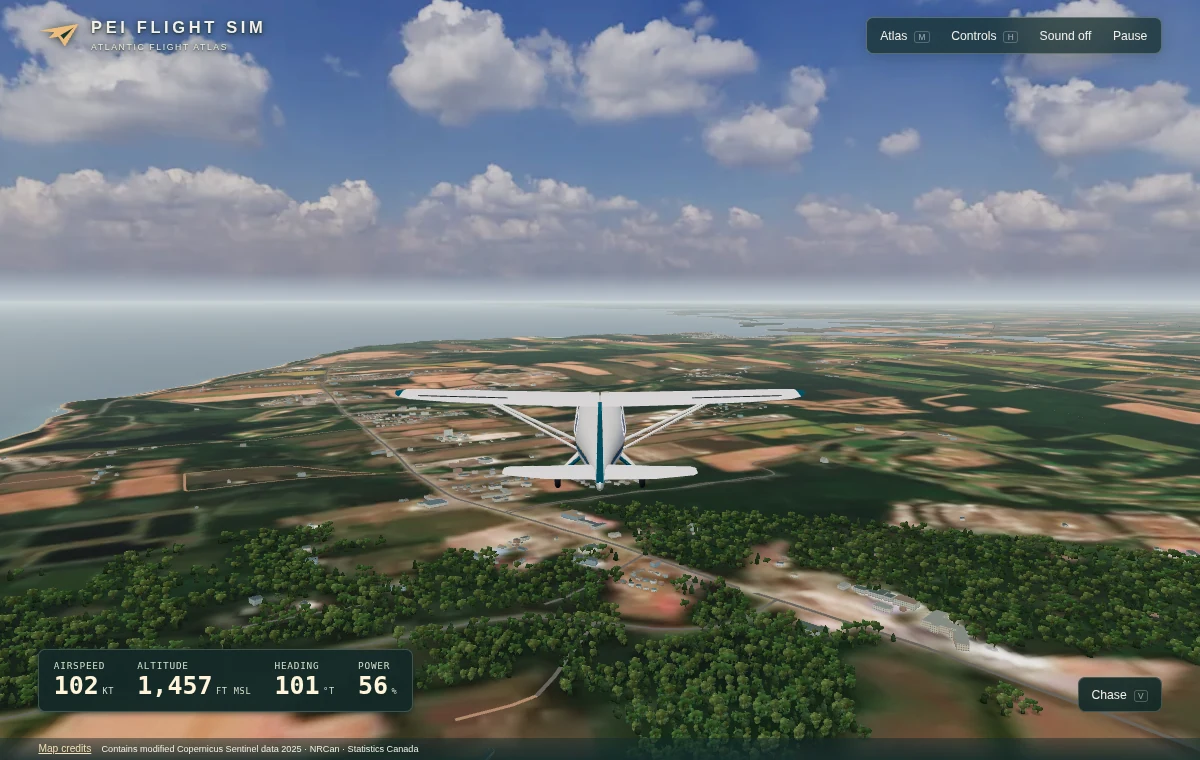 PEI FLIGHT SIM
ATLANTIC FLIGHT ATLAS
Atlas M Controls H Sound off Pause
AIRSPEED ALTITUDE HEADING POWER
102 KT 1,457 FT MSL 101 °T 56 %
Chase V
Map credits Contains modified Copernicus Sentinel data 2025 · NRCan · Statistics Canada